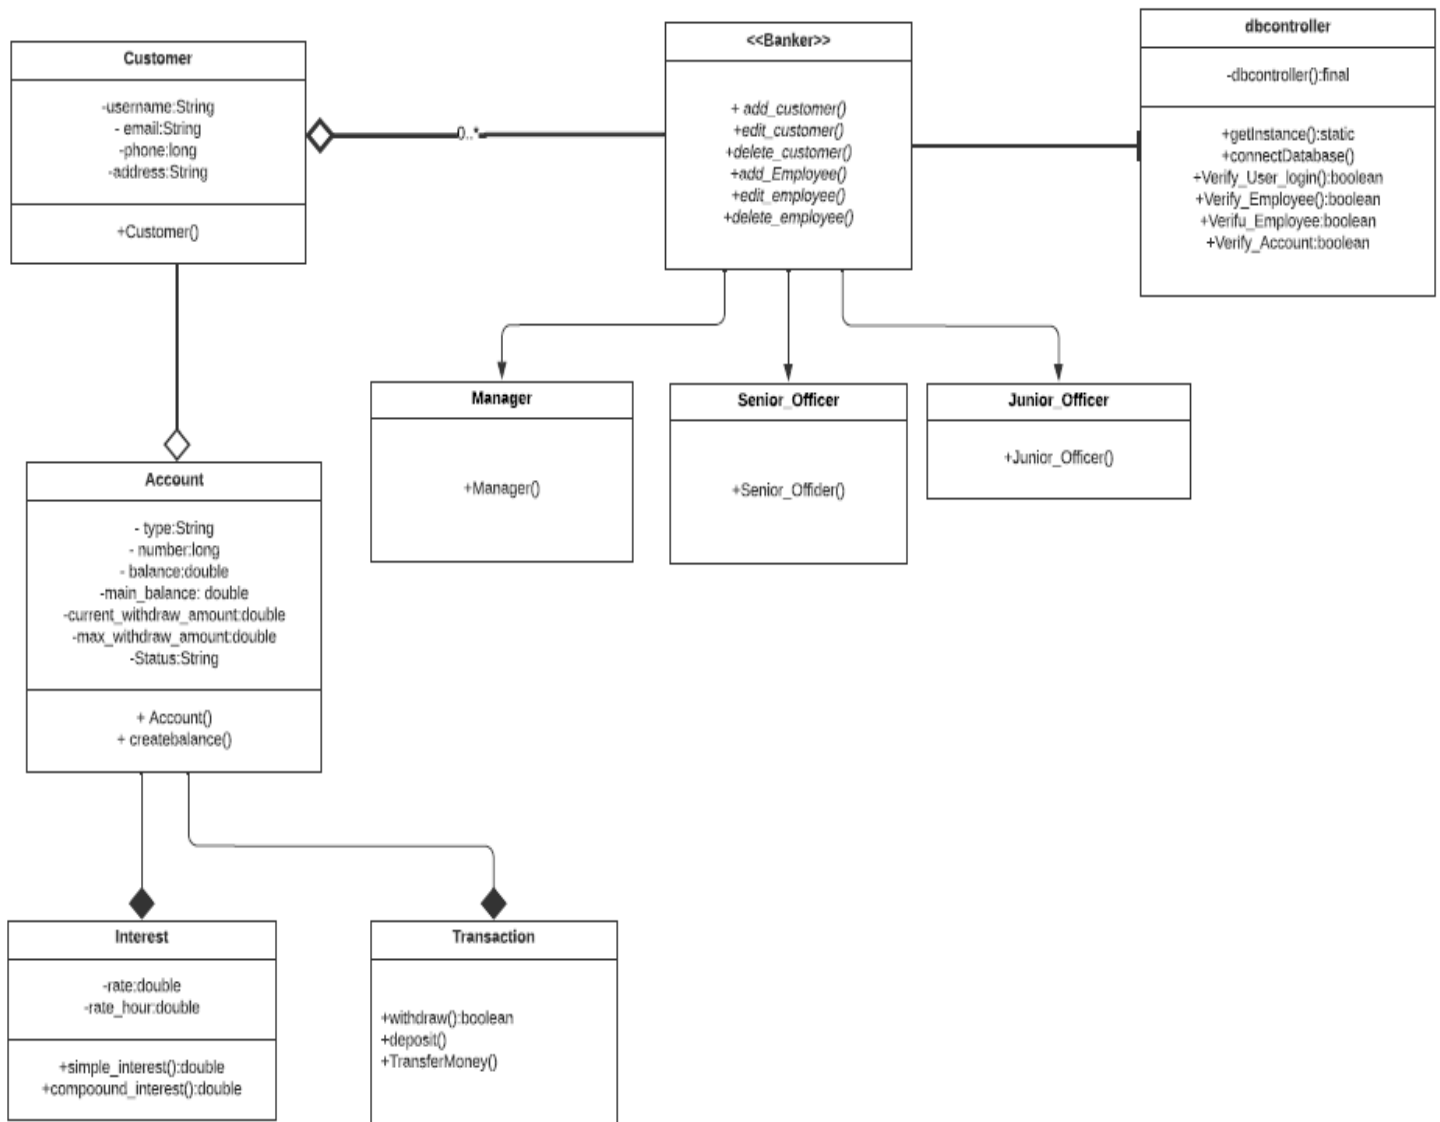 Customer
-username:String
- email:String
-phone:long
-address:String
+Customer()
0..*
<<Banker>>
+ add_customer()
+edit_customer()
+delete_customer()
+add_Employee()
+edit_employee()
+delete_employee()
dbcontroller
-dbcontroller():final
+getInstance():static
+connectDatabase()
+Verify_User_login():boolean
+Verify_Employee():boolean
+Verifu_Employee:boolean
+Verify_Account:boolean
Manager
+Manager()
Senior_Officer
+Senior_Offider()
Junior_Officer
+Junior_Officer()
Account
- type:String
- number:long
- balance:double
-main_balance: double
-current_withdraw_amount:double
-max_withdraw_amount:double
-Status:String
+ Account()
+ createbalance()
Interest
-rate:double
-rate_hour:double
+simple_interest():double
+compoound_interest():double
Transaction
+withdraw():boolean
+deposit()
+TransferMoney()